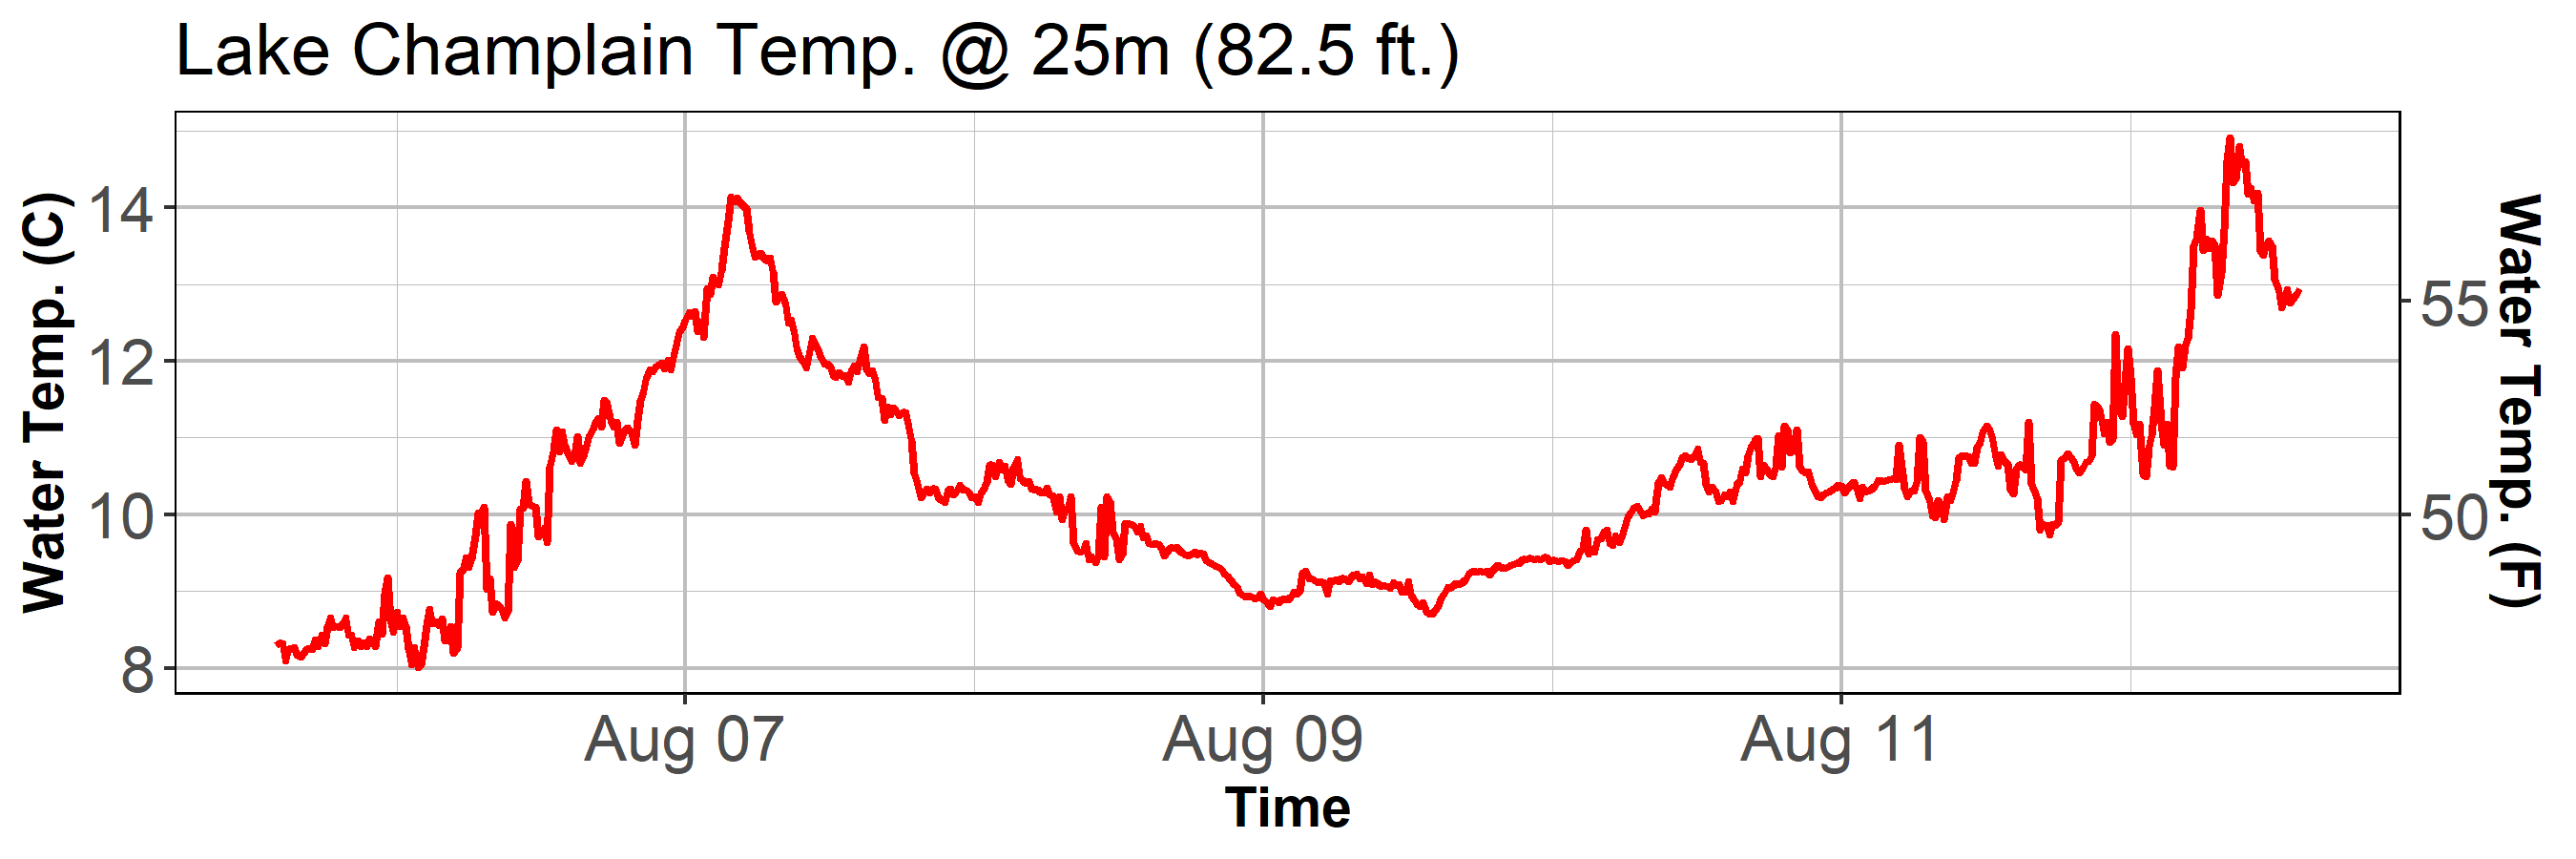 Lake Champlain Temp. @ 25m (82.5 ft.)
Water Temp. (C)
14
12
10
8
55
50
Water Temp. (F)
Aug 07 Aug 09 Aug 11
Time